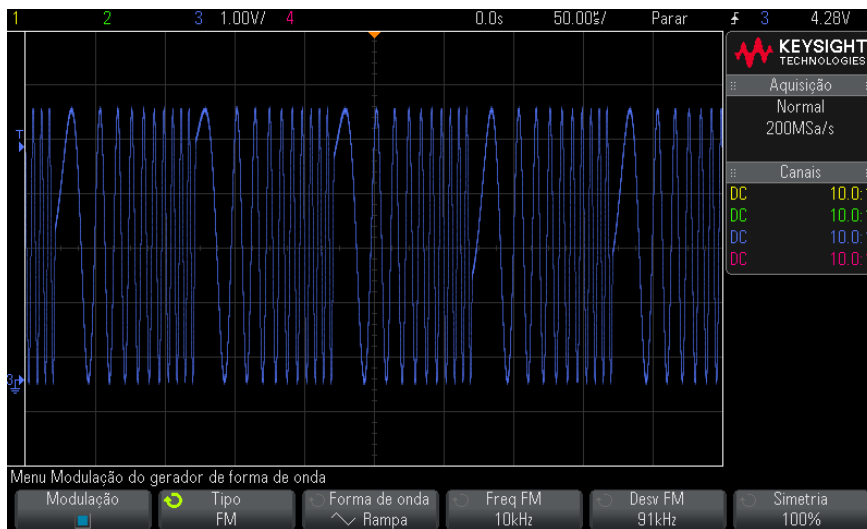 1 2 3 1.00V/ 4 0.0s 50.00µs/ Parar 3 4.28V
KEYSIGHT
TECHNOLOGIES
Aquisição
Normal
200MSa/s
Canais
DC 10.0:1
DC 10.0:1
DC 10.0:1
DC 10.0:1
T
3
Menu Modulação do gerador de forma de onda
Modulação
Tipo
FM
Forma de onda
Rampa
Freq FM
10kHz
Desv FM
91kHz
Simetria
100%